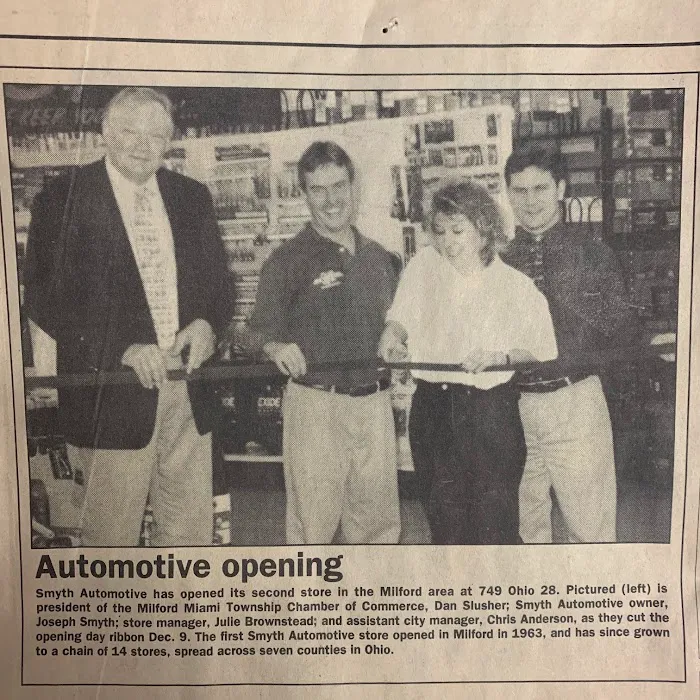 KEEP YOU
EXIDE
Automotive opening
Smyth Automotive has opened its second store in the Milford area at 749 Ohio 28. Pictured (left) is
president of the Milford Miami Township Chamber of Commerce, Dan Slusher; Smyth Automotive owner,
Joseph Smyth; store manager, Julie Brownstead; and assistant city manager, Chris Anderson, as they cut the
opening day ribbon Dec. 9. The first Smyth Automotive store opened in Milford in 1963, and has since grown
to a chain of 14 stores, spread across seven counties in Ohio.